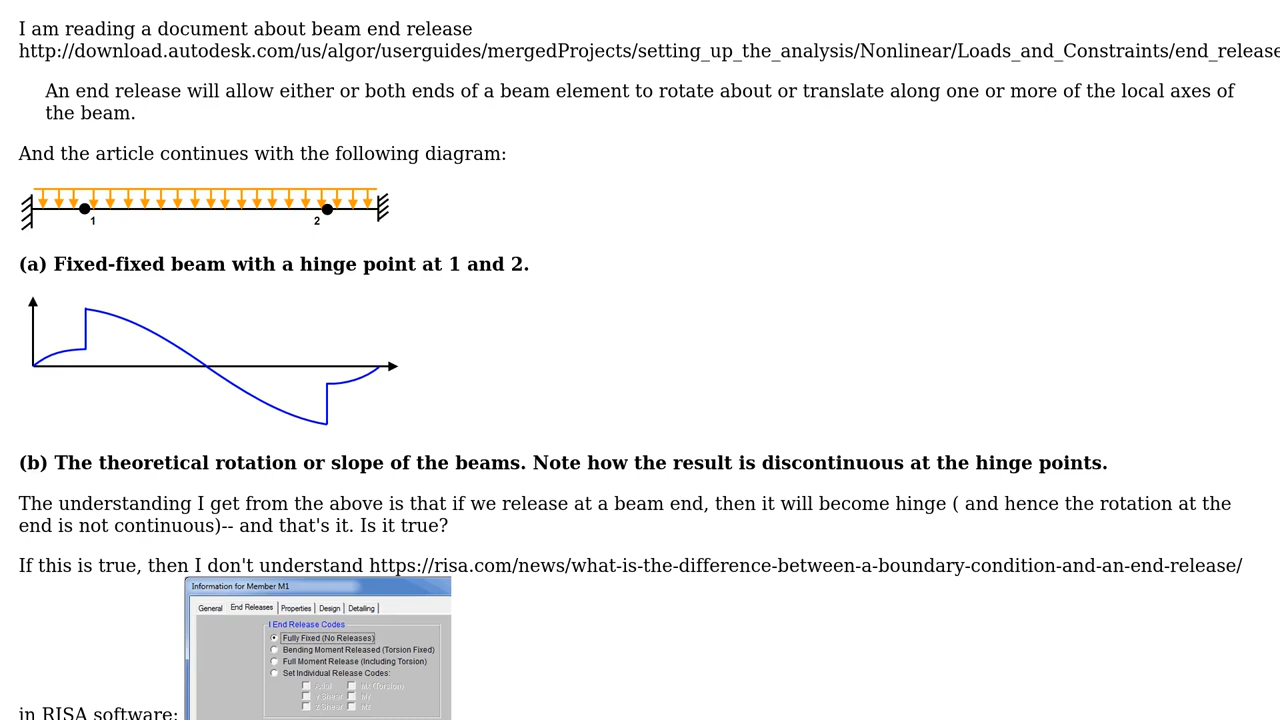 I am reading a document about beam end release
http://download.autodesk.com/us/algor/userguides/mergedProjects/setting_up_the_analysis/Nonlinear/Loads_and_Constraints/end_release
An end release will allow either or both ends of a beam element to rotate about or translate along one or more of the local axes of
the beam.
And the article continues with the following diagram:
1
2
(a) Fixed-fixed beam with a hinge point at 1 and 2.
(b) The theoretical rotation or slope of the beams. Note how the result is discontinuous at the hinge points.
The understanding I get from the above is that if we release at a beam end, then it will become hinge ( and hence the rotation at the
end is not continuous)-- and that's it. Is it true?
If this is true, then I don't understand https://risa.com/news/what-is-the-difference-between-a-boundary-condition-and-an-end-release/
Information for Member M1
General End Releases Properties Design Detailing
I End Release Codes
Fully Fixed (No Releases)
Bending Moment Released (Torsion Fixed)
Full Moment Release (Including Torsion)
Set Individual Release Codes:
Axial Mx (Torsion)
Y Shear My
Z Shear Mz
in RISA software: